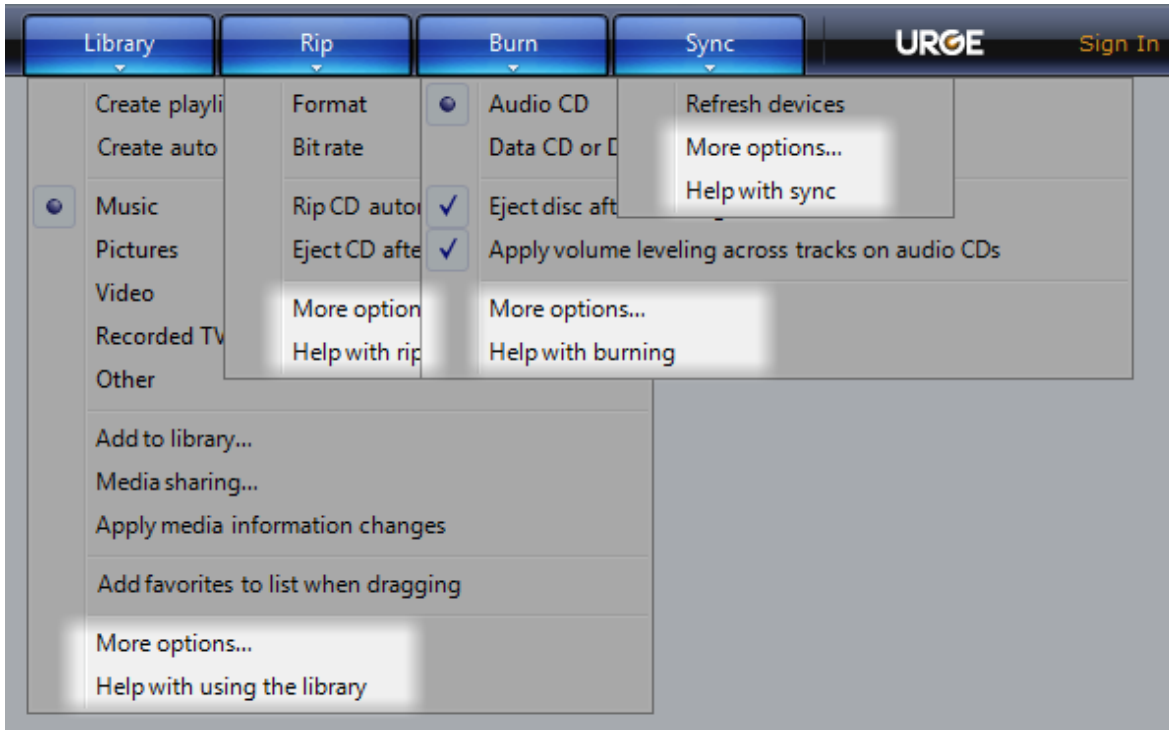 Library Rip Burn Sync URGE Sign In
Create playli
Create auto
Music
Pictures
Video
Recorded TV
Other
Add to library...
Media sharing...
Apply media information changes
Add favorites to list when dragging
More options...
Help with using the library
Format
Bit rate
Rip CD auto
Eject CD afte
More option
Help with rip
Audio CD
Data CD or D
Eject disc aft
Apply volume leveling across tracks on audio CDs
More options...
Help with burning
Refresh devices
More options...
Help with sync